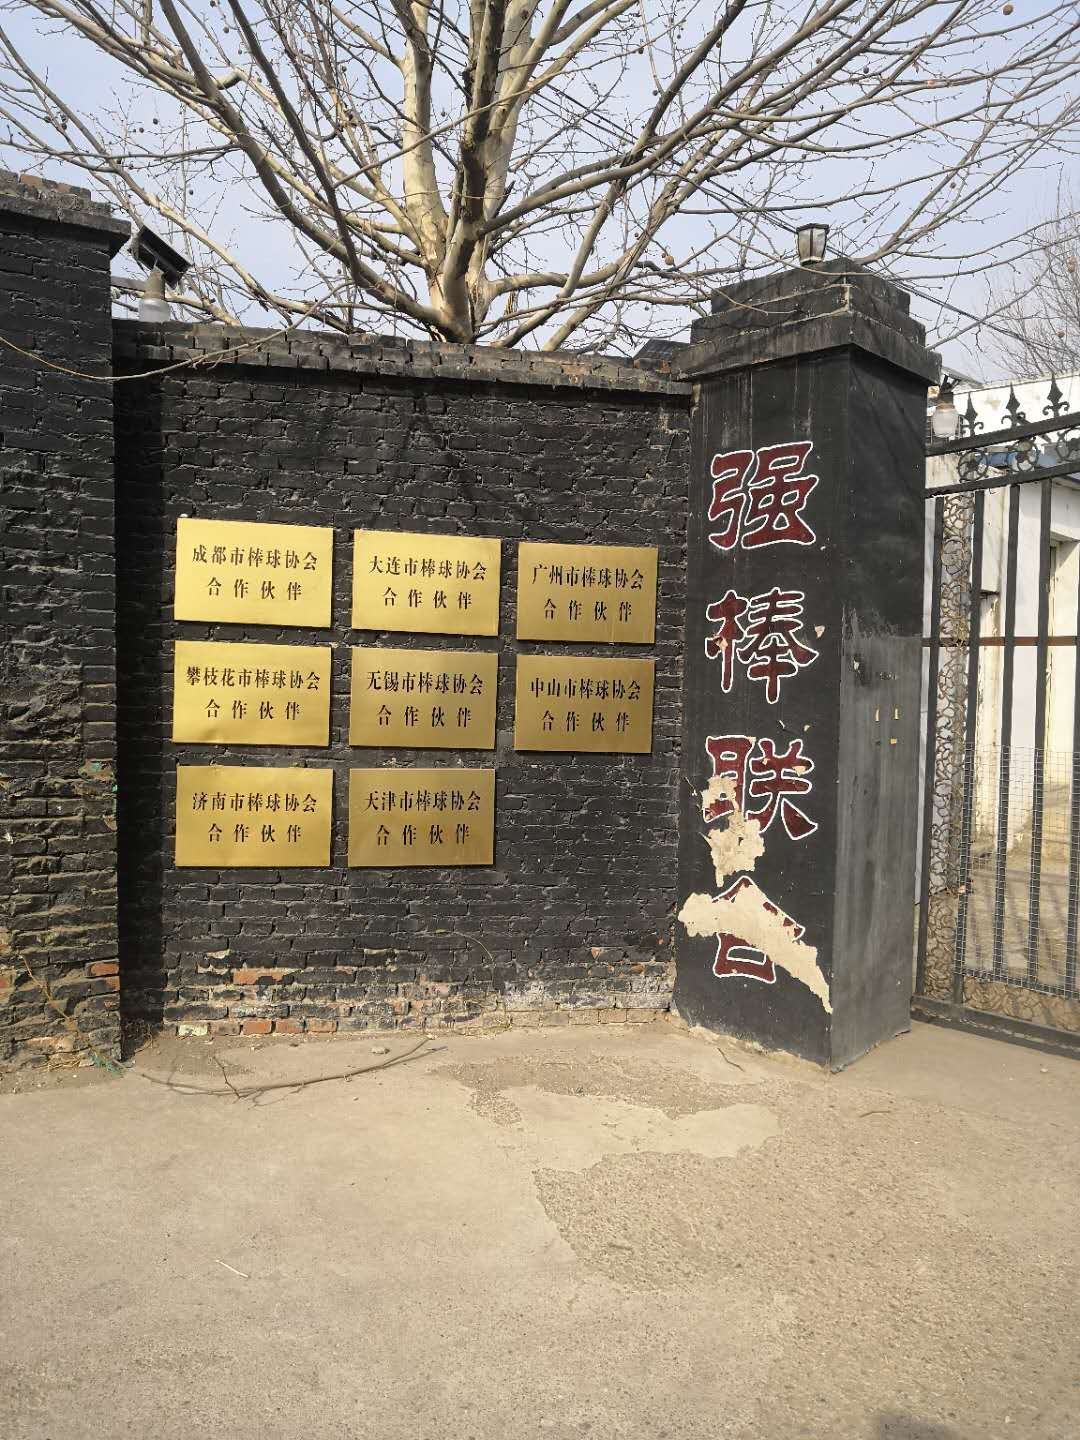 成都市棒球协会
合作伙伴
大连市棒球协会
合作伙伴
广州市棒球协会
合作伙伴
攀枝花市棒球协会
合作伙伴
无锡市棒球协会
合作伙伴
中山市棒球协会
合作伙伴
济南市棒球协会
合作伙伴
天津市棒球协会
合作伙伴
强棒联合